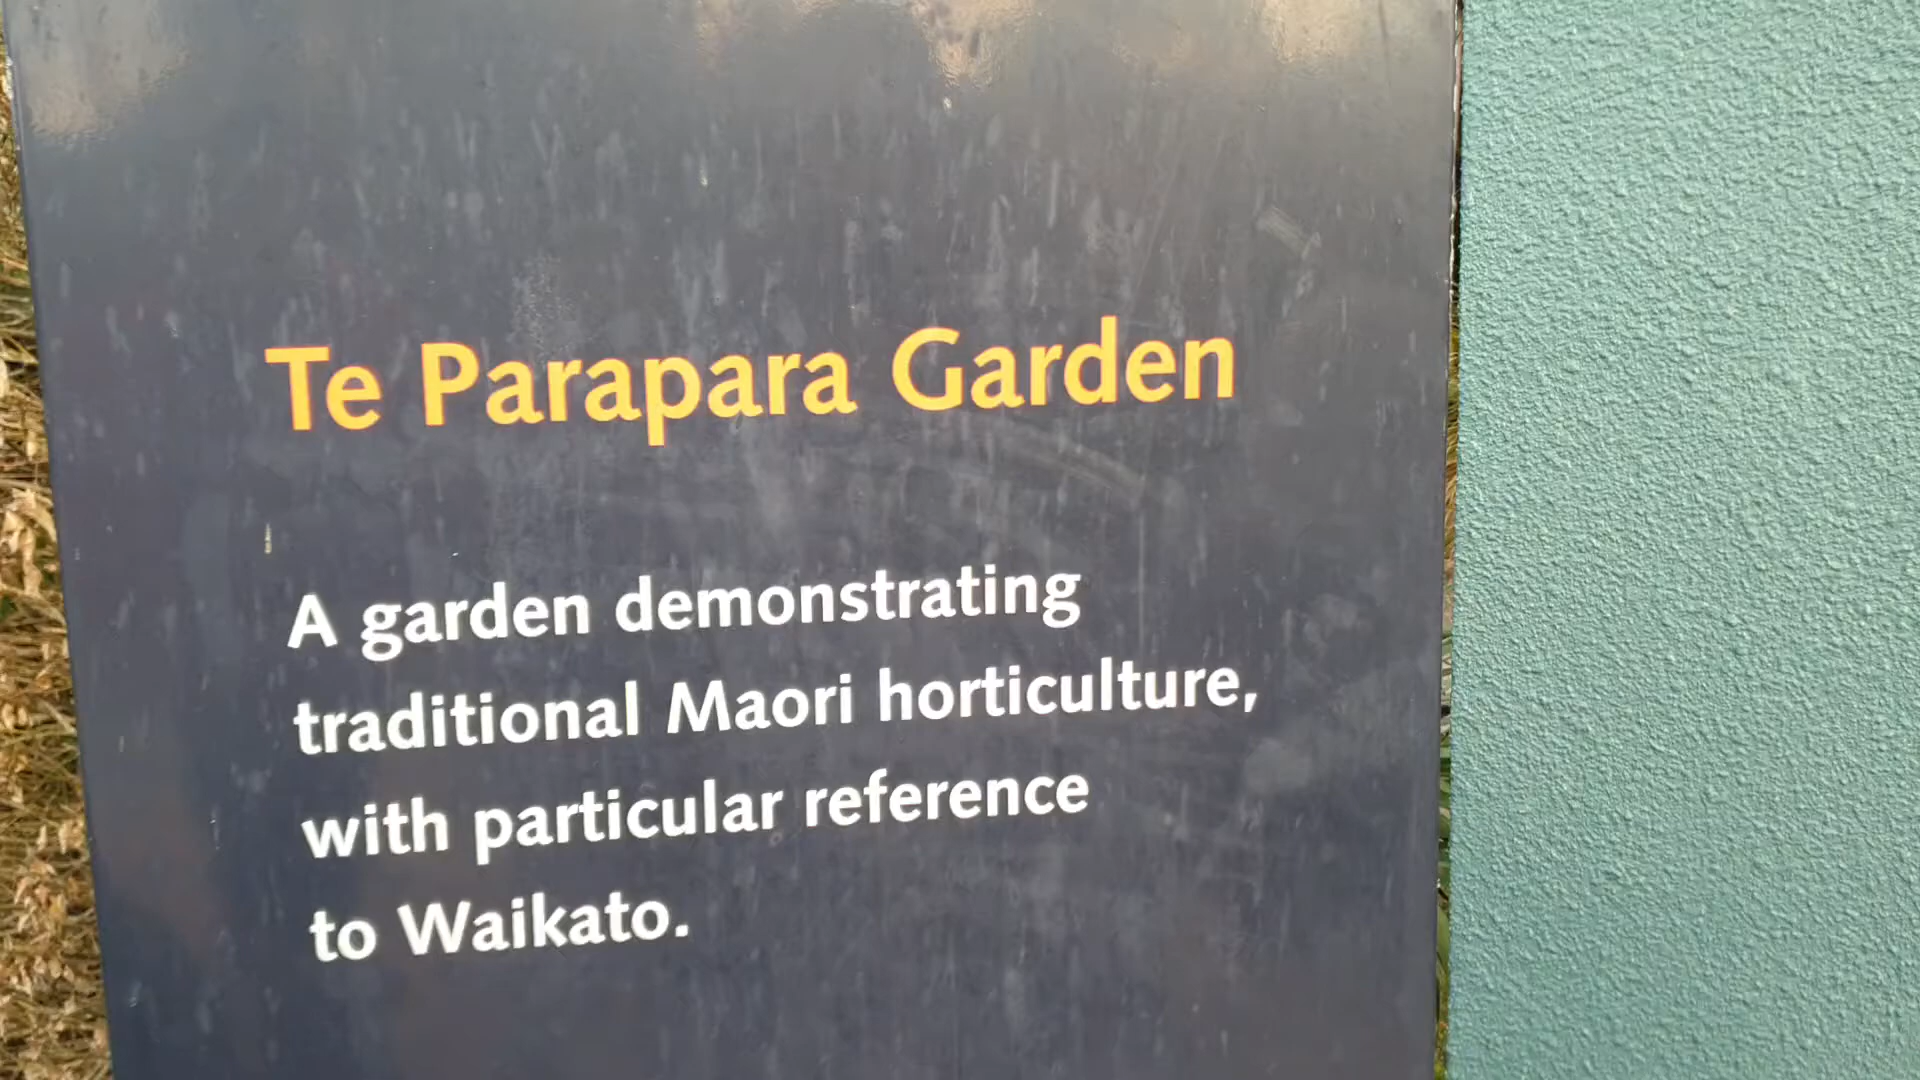 Te Parapara Garden
A garden demonstrating
traditional Maori horticulture,
with particular reference
to Waikato.